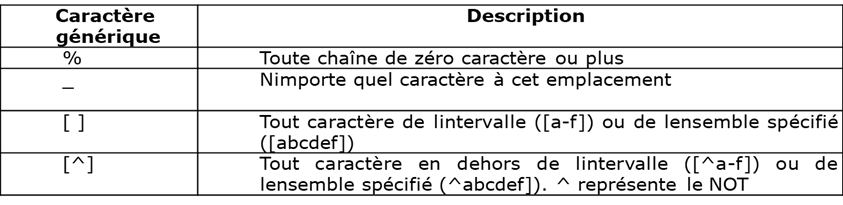 Caractère Description
générique
% Toute chaîne de zéro caractère ou plus
_ Nimporte quel caractère à cet emplacement
[ ] Tout caractère de lintervalle ([a-f]) ou de lensemble spécifié
([abcdef])
[^] Tout caractère en dehors de lintervalle ([^a-f]) ou de
lensemble spécifié (^abcdef]). ^ représente le NOT